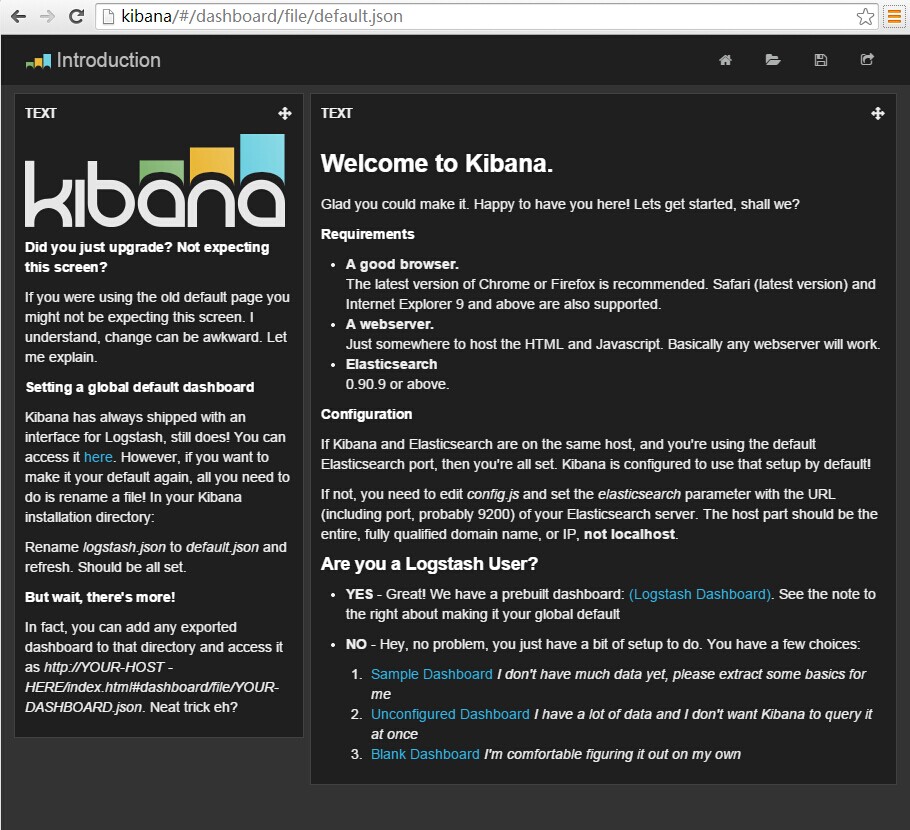 kibana/#/dashboard/file/default.json
Introduction
TEXT
kibana
Did you just upgrade? Not expecting
this screen?
If you were using the old default page you
might not be expecting this screen. I
understand, change can be awkward. Let
me explain.
Setting a global default dashboard
Kibana has always shipped with an
interface for Logstash, still does! You can
access it here. However, if you want to
make it your default again, all you need to
do is rename a file! In your Kibana
installation directory:
Rename logstash.json to default.json and
refresh. Should be all set.
But wait, there's more!
In fact, you can add any exported
dashboard to that directory and access it
as http://YOUR-HOST -
HERE/index.html#dashboard/file/YOUR-
DASHBOARD.json. Neat trick eh?
TEXT
Welcome to Kibana.
Glad you could make it. Happy to have you here! Lets get started, shall we?
Requirements
• A good browser.
The latest version of Chrome or Firefox is recommended. Safari (latest version) and
Internet Explorer 9 and above are also supported.
• A webserver.
Just somewhere to host the HTML and Javascript. Basically any webserver will work.
• Elasticsearch
0.90.9 or above.
Configuration
If Kibana and Elasticsearch are on the same host, and you're using the default
Elasticsearch port, then you're all set. Kibana is configured to use that setup by default!
If not, you need to edit config.js and set the elasticsearch parameter with the URL
(including port, probably 9200) of your Elasticsearch server. The host part should be the
entire, fully qualified domain name, or IP, not localhost.
Are you a Logstash User?
• YES - Great! We have a prebuilt dashboard: (Logstash Dashboard). See the note to
the right about making it your global default
• NO - Hey, no problem, you just have a bit of setup to do. You have a few choices:
1. Sample Dashboard I don't have much data yet, please extract some basics for
me
2. Unconfigured Dashboard I have a lot of data and I don't want Kibana to query it
at once
3. Blank Dashboard I'm comfortable figuring it out on my own